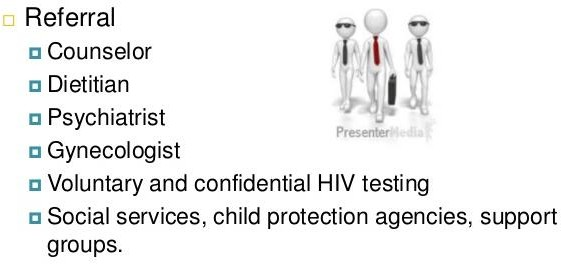 Referral
Counselor
Dietitian
Psychiatrist
PresenterMedia
Gynecologist
Voluntary and confidential HIV testing
Social services, child protection agencies, support
groups.